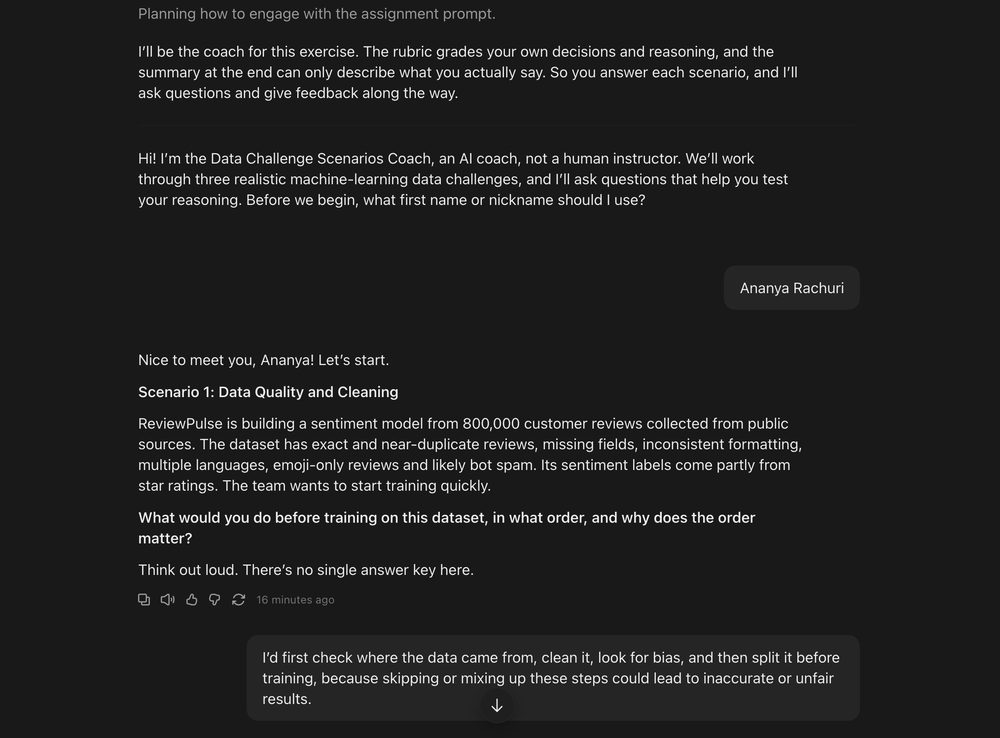 Planning how to engage with the assignment prompt.
I’ll be the coach for this exercise. The rubric grades your own decisions and reasoning, and the
summary at the end can only describe what you actually say. So you answer each scenario, and I’ll
ask questions and give feedback along the way.
Hi! I’m the Data Challenge Scenarios Coach, an AI coach, not a human instructor. We’ll work
through three realistic machine-learning data challenges, and I’ll ask questions that help you test
your reasoning. Before we begin, what first name or nickname should I use?
Ananya Rachuri
Nice to meet you, Ananya! Let’s start.
Scenario 1: Data Quality and Cleaning
ReviewPulse is building a sentiment model from 800,000 customer reviews collected from public
sources. The dataset has exact and near-duplicate reviews, missing fields, inconsistent formatting,
multiple languages, emoji-only reviews and likely bot spam. Its sentiment labels come partly from
star ratings. The team wants to start training quickly.
What would you do before training on this dataset, in what order, and why does the order
matter?
Think out loud. There’s no single answer key here.
16 minutes ago
I’d first check where the data came from, clean it, look for bias, and then split it before
training, because skipping or mixing up these steps could lead to inaccurate or unfair
results.